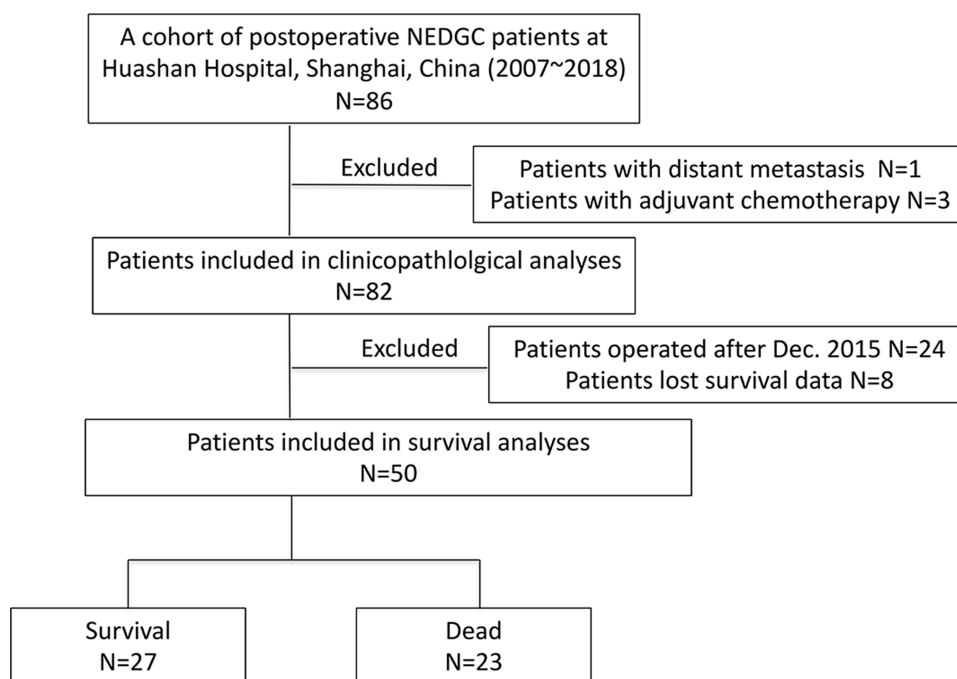 A cohort of postoperative NEDGC patients at
Huashan Hospital, Shanghai, China (2007~2018)
N=86
Excluded
Patients with distant metastasis  N=1
Patients with adjuvant chemotherapy N=3
Patients included in clinicopathlolgical analyses
N=82
Excluded
Patients operated after Dec. 2015 N=24
Patients lost survival data N=8
Patients included in survival analyses
N=50
Survival
N=27
Dead
N=23